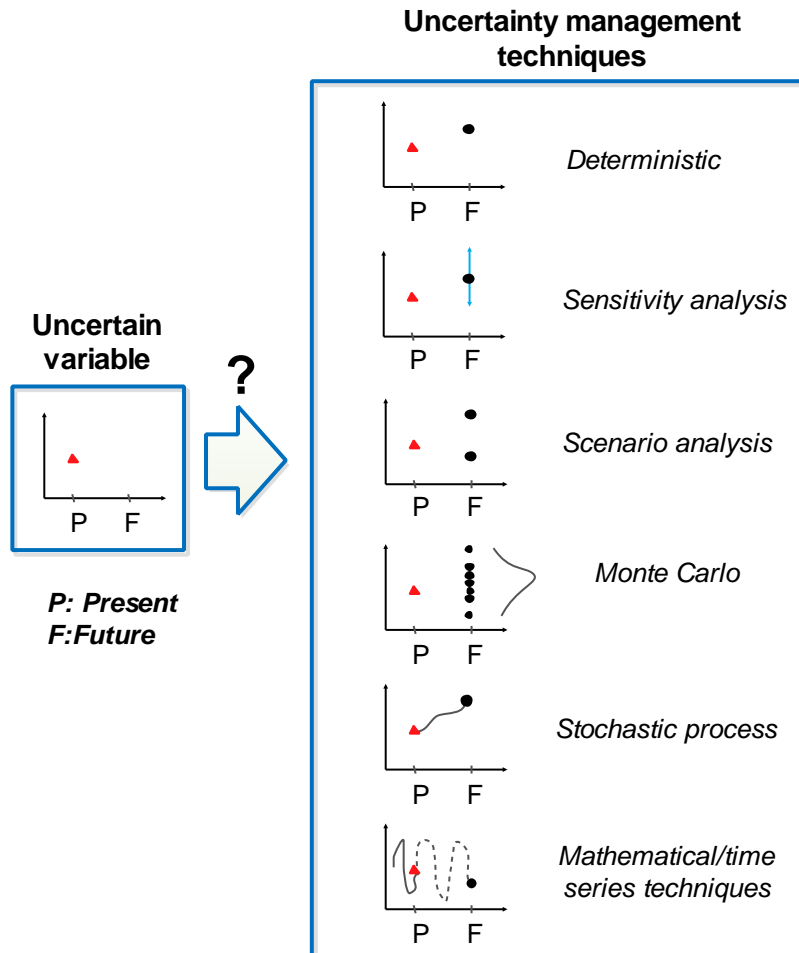 Uncertainty management
techniques
Deterministic
P F
Sensitivity analysis
P F
Uncertain
variable
?
P F
P: Present
F:Future
Scenario analysis
P F
Monte Carlo
P F
Stochastic process
P F
Mathematical/time
series techniques
P F